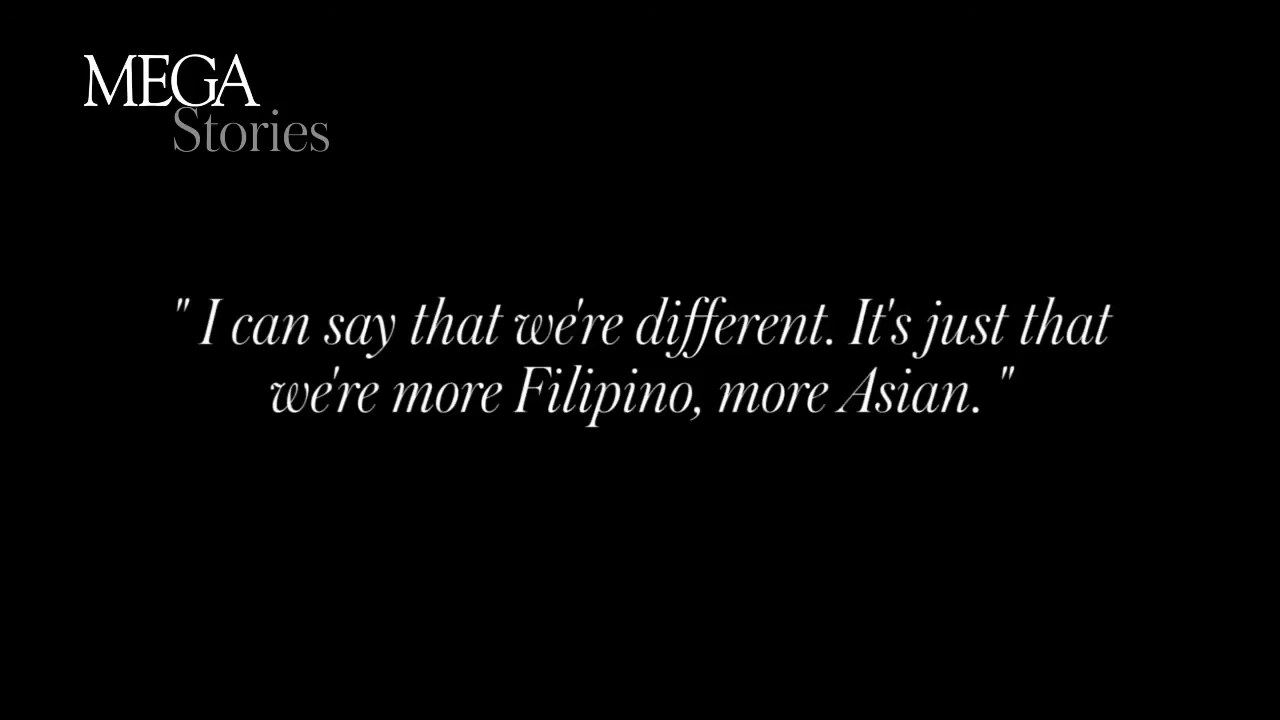 MEGA
Stories
" I can say that we're different. It's just that
we're more Filipino, more Asian. "